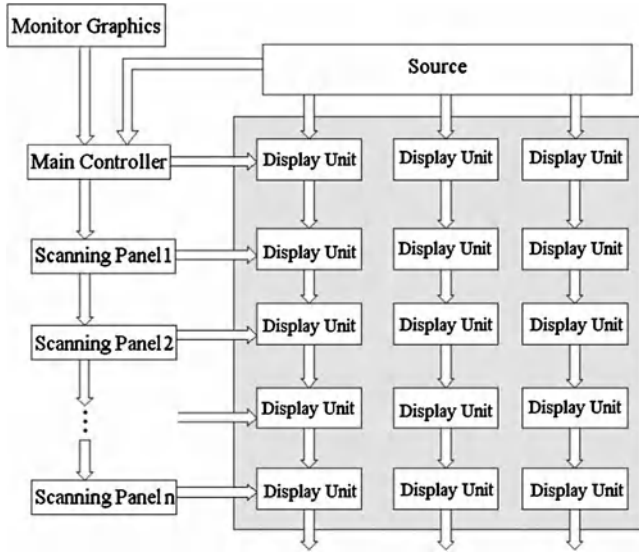 Monitor Graphics
Source
Main Controller
Display Unit
Display Unit
Display Unit
Scanning Panel 1
Display Unit
Display Unit
Display Unit
Scanning Panel 2
Display Unit
Display Unit
Display Unit
Display Unit
Display Unit
Display Unit
Scanning Panel n
Display Unit
Display Unit
Display Unit